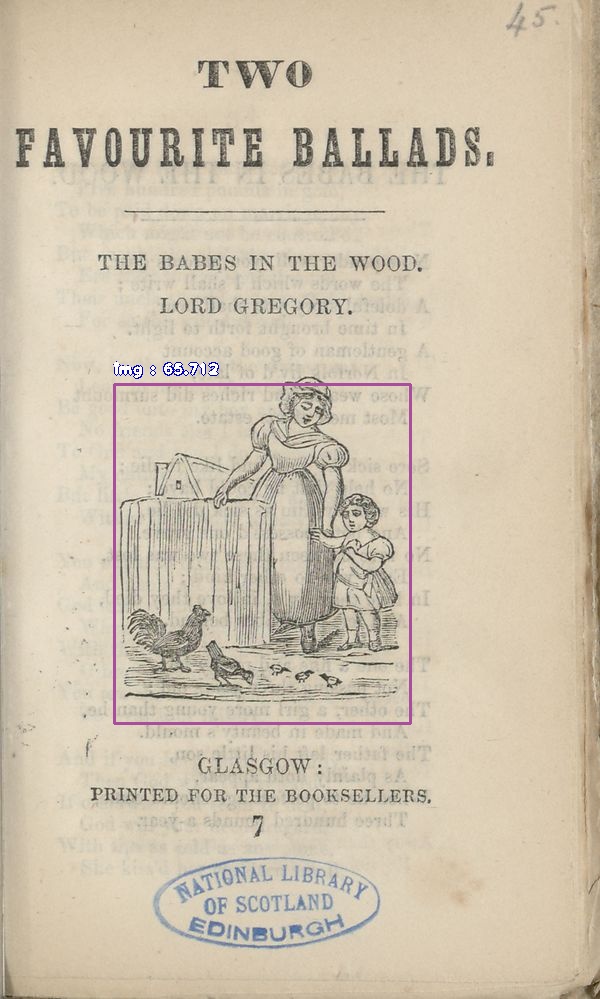 45.
TWO
FAVOURITE BALLADS.
THE BABES IN THE WOOD.
LORD GREGORY.
img : 65.712
GLASGOW:
PRINTED FOR THE BOOKSELLERS.
7
NATIONAL LIBRARY
OF SCOTLAND
EDINBURGH